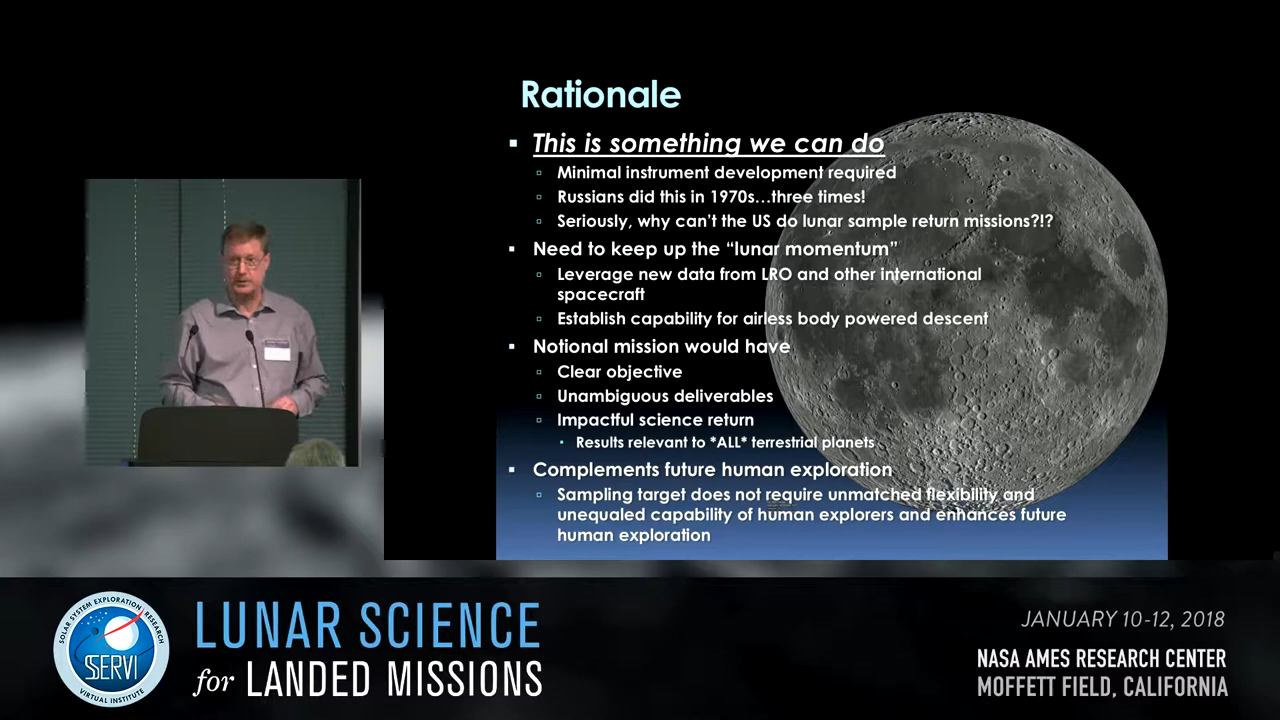 Rationale
This is something we can do
Minimal instrument development required
Russians did this in 1970s...three times!
Seriously, why can't the US do lunar sample return missions?!?
Need to keep up the “lunar momentum”
Leverage new data from LRO and other international
spacecraft
Establish capability for airless body powered descent
Notional mission would have
Clear objective
Unambiguous deliverables
Impactful science return
Results relevant to *ALL* terrestrial planets
Complements future human exploration
Sampling target does not require unmatched flexibility and
unequaled capability of human explorers and enhances future
human exploration
SOLAR SYSTEM EXPLORATION RESEARCH
SSERVI
VIRTUAL INSTITUTE
LUNAR SCIENCE
for LANDED MISSIONS
JANUARY 10-12, 2018
NASA AMES RESEARCH CENTER
MOFFETT FIELD, CALIFORNIA